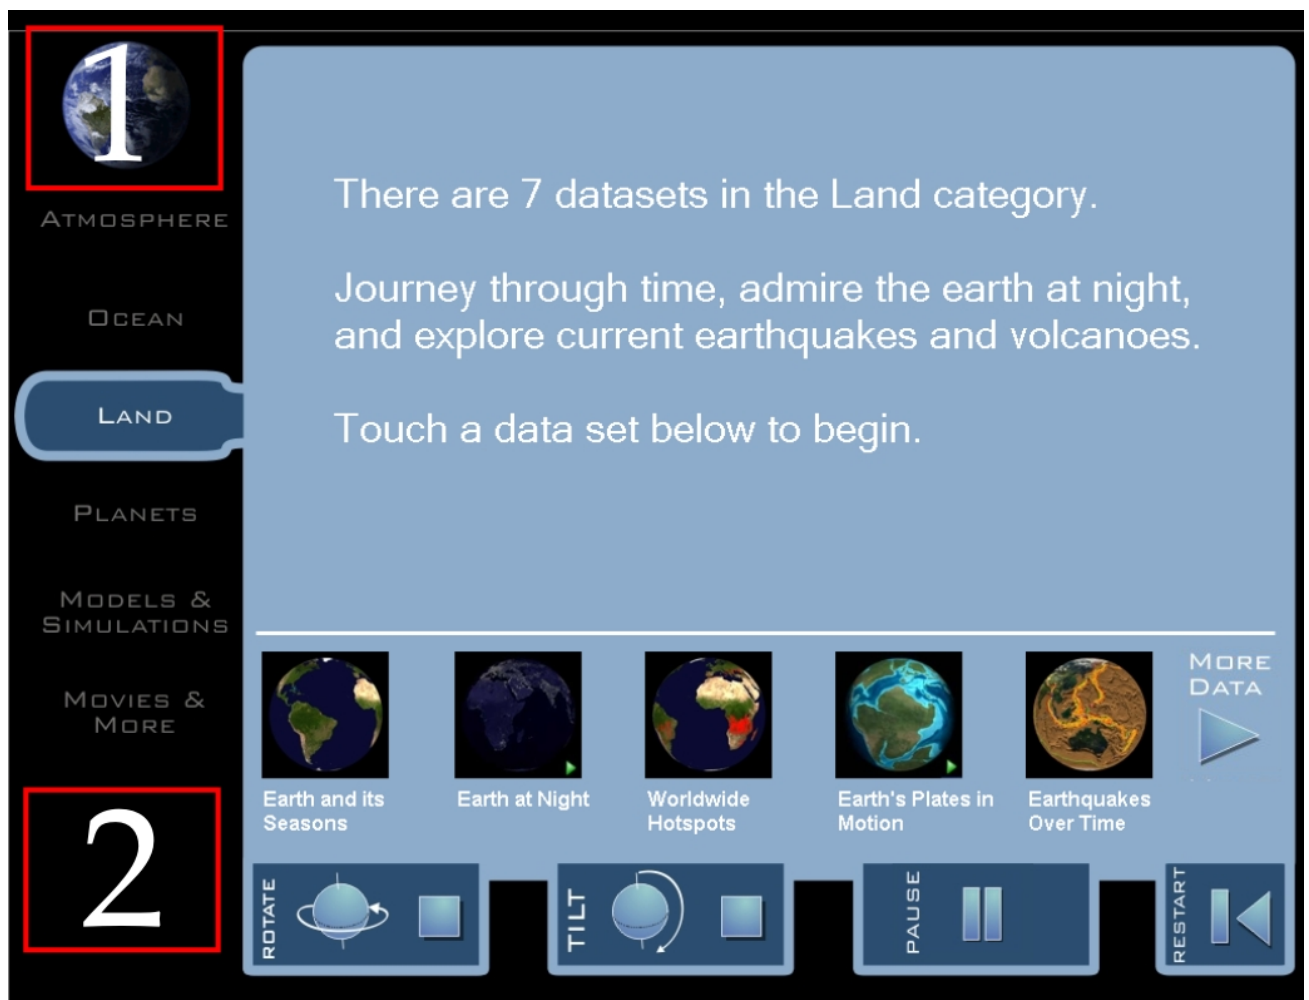 1
ATMOSPHERE
OCEAN
LAND
PLANETS
MODELS &
SIMULATIONS
MOVIES &
MORE
2
There are 7 datasets in the Land category.
Journey through time, admire the earth at night,
and explore current earthquakes and volcanoes.
Touch a data set below to begin.
Earth and its
Seasons
Earth at Night
Worldwide
Hotspots
Earth's Plates in
Motion
Earthquakes
Over Time
MORE
DATA
ROTATE
TILT
PAUSE
RESTART